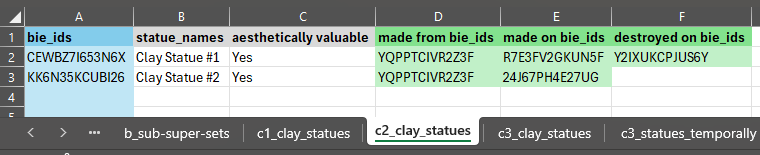 A B C D E F
1 bie_ids statue_names aesthetically valuable made from bie_ids made on bie_ids destroyed on bie_ids
2 CEWBZ7I653N6X Clay Statue #1 Yes YQPPTCIVR2Z3F R7E3FV2GKUN5F Y2IXUKCPJUS6Y
3 KK6N35KCUBI26 Clay Statue #2 Yes YQPPTCIVR2Z3F 24J67PH4E27UG
4
5
... b_sub-super-sets c1_clay_statues c2_clay_statues c3_clay_statues c3_statues_temporally